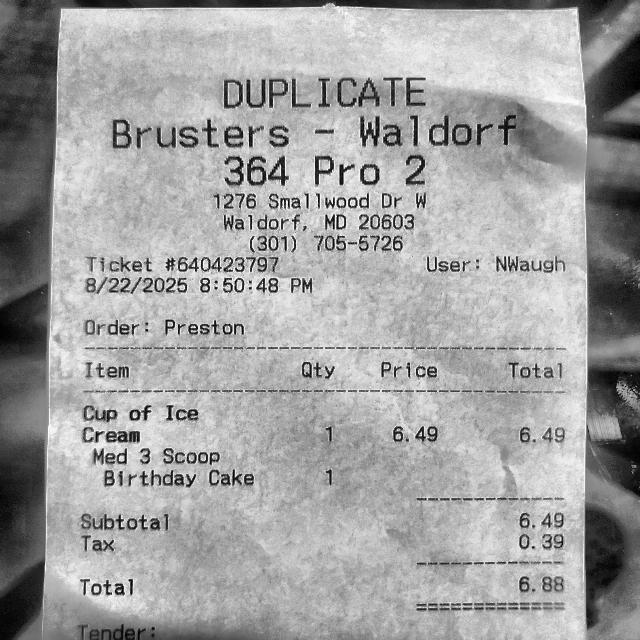 DUPLICATE
Brusters - Waldorf
364 Pro 2
1276 Smallwood Dr W
Waldorf, MD 20603
(301) 705-5726
Ticket #640423797 User: NWaugh
8/22/2025 8:50:48 PM
Order: Preston
Item Qty Price Total
Cup of Ice
Cream 1 6.49 6.49
Med 3 Scoop
Birthday Cake 1
Subtotal 6.49
Tax 0.39
Total 6.88
Tender: